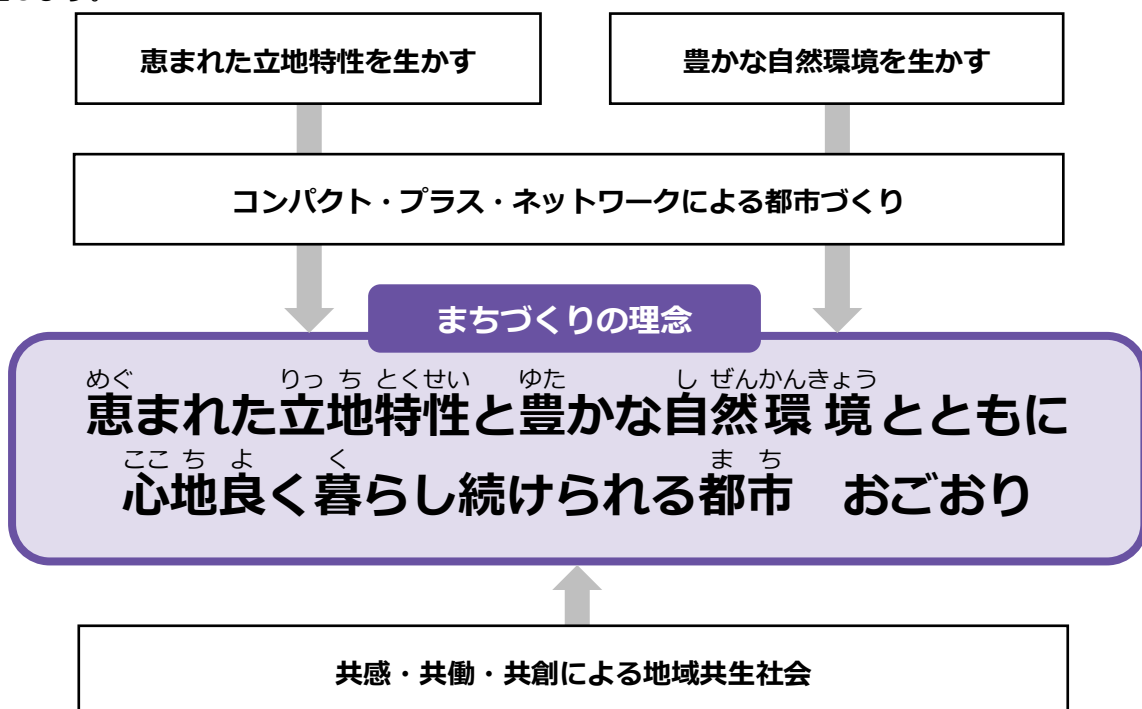 恵まれた立地特性を生かす
豊かな自然環境を生かす
コンパクト・プラス・ネットワークによる都市づくり
まちづくりの理念
めぐ りっ ち とくせい ゆた し ぜんかんきょう
恵まれた立地特性と豊かな自然環境とともに
ここ ち よ く ま ち
心地良く暮らし続けられる都市 おごおり
共感・共働・共創による地域共生社会